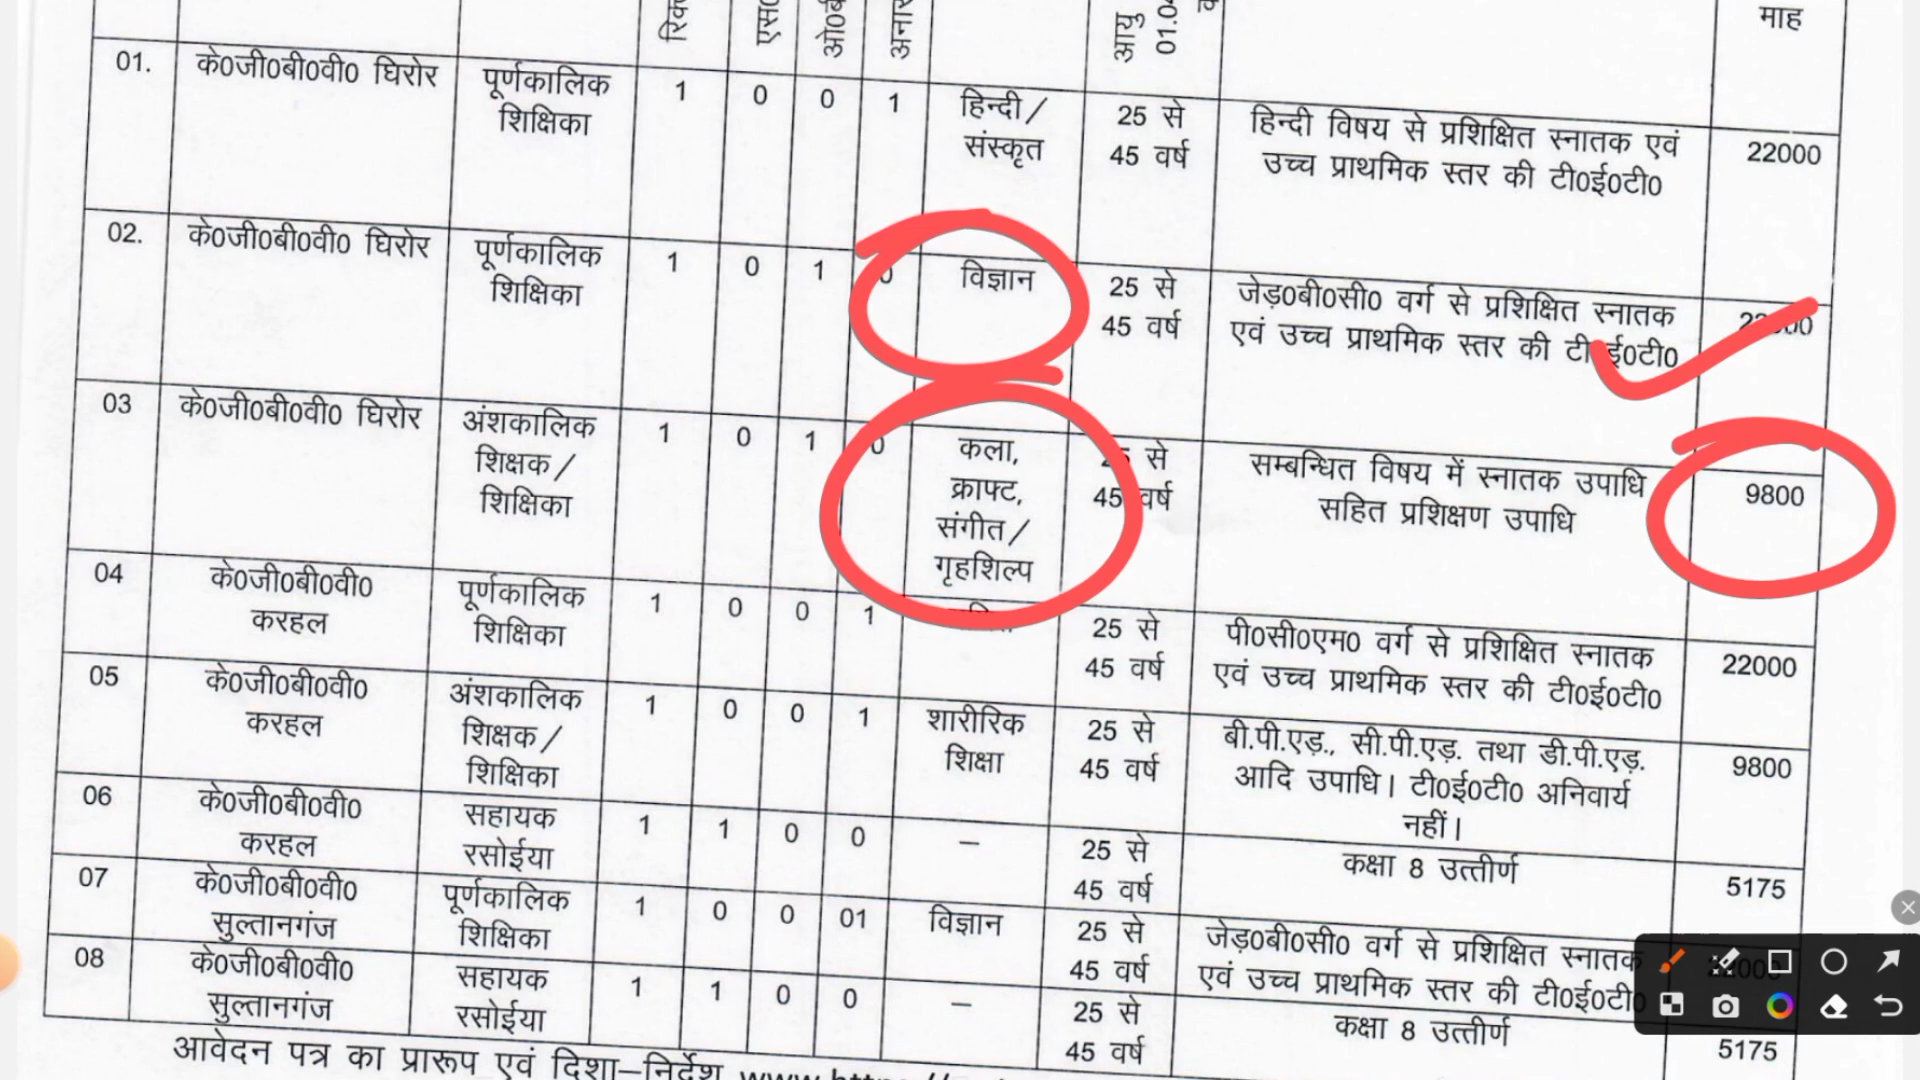 माह
आयु
01.0
01. के0जी0बी0वी0 घिरोर पूर्णकालिक शिक्षिका 1 0 0 1 हिन्दी/ संस्कृत 25 से 45 वर्ष हिन्दी विषय से प्रशिक्षित स्नातक एवं उच्च प्राथमिक स्तर की टी0ई0टी0 22000
02. के0जी0बी0वी0 घिरोर पूर्णकालिक शिक्षिका 1 0 1 0 विज्ञान 25 से 45 वर्ष जेड़0बी0सी0 वर्ग से प्रशिक्षित स्नातक एवं उच्च प्राथमिक स्तर की टी0ई0टी0
03 के0जी0बी0वी0 घिरोर अंशकालिक शिक्षक/ शिक्षिका 1 0 1 0 कला, क्राफ्ट, संगीत/ गृहशिल्प 25 से 45 वर्ष सम्बन्धित विषय में स्नातक उपाधि सहित प्रशिक्षण उपाधि 9800
04 के0जी0बी0वी0 करहल पूर्णकालिक शिक्षिका 1 0 0 1 25 से 45 वर्ष पी0सी0एम0 वर्ग से प्रशिक्षित स्नातक एवं उच्च प्राथमिक स्तर की टी0ई0टी0 22000
05 के0जी0बी0वी0 करहल अंशकालिक शिक्षक/ शिक्षिका 1 0 0 1 शारीरिक शिक्षा 25 से 45 वर्ष बी.पी.एड़., सी.पी.एड़. तथा डी.पी.एड़. आदि उपाधि। टी0ई0टी0 अनिवार्य नहीं। 9800
06 के0जी0बी0वी0 करहल सहायक रसोईया 1 1 0 0 – 25 से 45 वर्ष कक्षा 8 उत्तीर्ण 5175
07 के0जी0बी0वी0 सुल्तानगंज पूर्णकालिक शिक्षिका 1 0 0 01 विज्ञान 25 से 45 वर्ष जेड़0बी0सी0 वर्ग से प्रशिक्षित स्नातक एवं उच्च प्राथमिक स्तर की टी0ई0टी0
08 के0जी0बी0वी0 सुल्तानगंज सहायक रसोईया 1 1 0 0 – 25 से 45 वर्ष कक्षा 8 उत्तीर्ण 5175
आवेदन पत्र का प्रारूप एवं दिशा–निर्देश